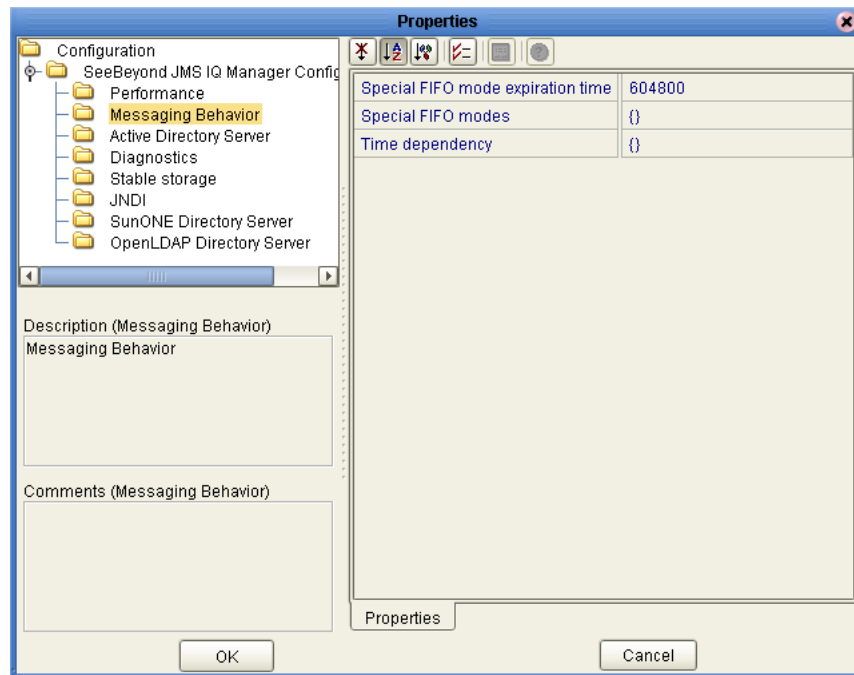 Properties
Configuration
SeeBeyond JMS IQ Manager Config
Performance
Messaging Behavior
Active Directory Server
Diagnostics
Stable storage
JNDI
SunONE Directory Server
OpenLDAP Directory Server
Description (Messaging Behavior)
Messaging Behavior
Comments (Messaging Behavior)
OK
Special FIFO mode expiration time 604800
Special FIFO modes {}
Time dependency {}
Properties
Cancel